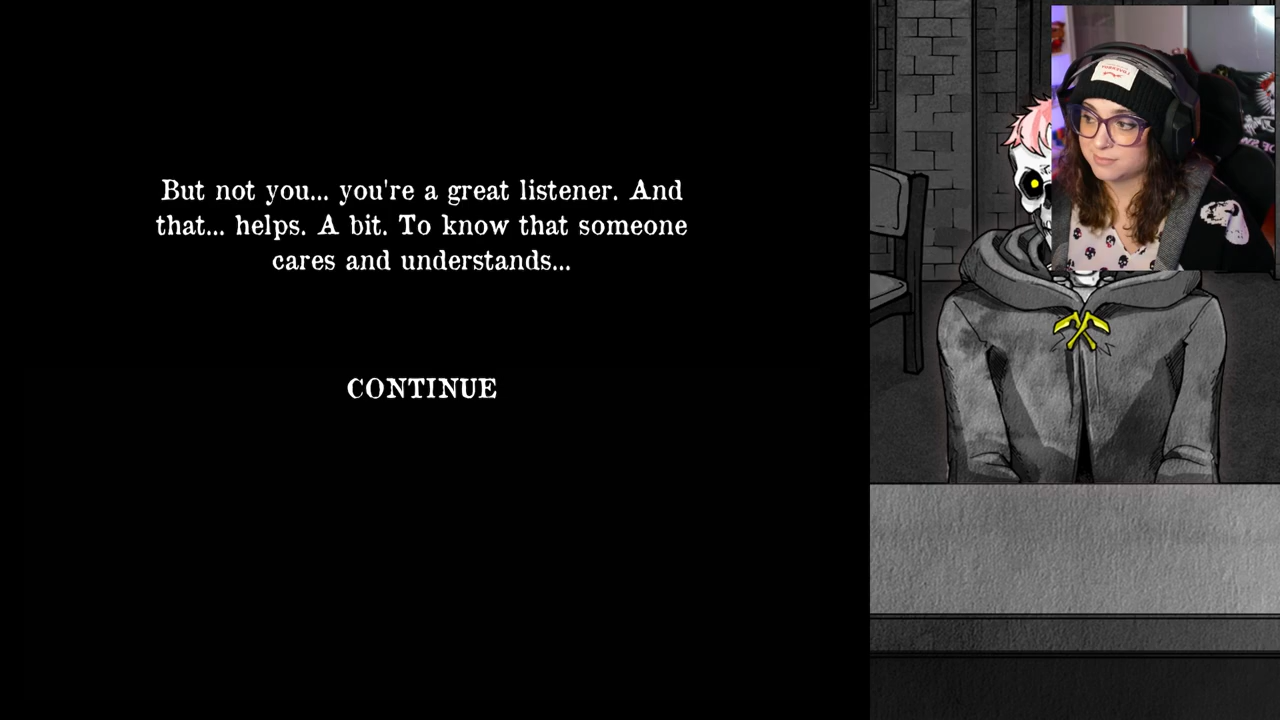 But not you... you're a great listener. And
that... helps. A bit. To know that someone
cares and understands...
CONTINUE